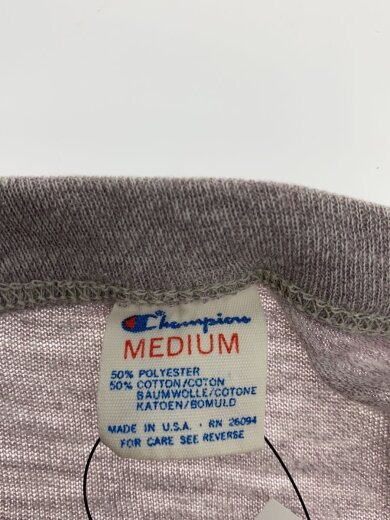 Champion
MEDIUM
50% POLYESTER
50% COTTON/COTON
BAUMWOLLE/COTONE
KATOEN/BOMULD
MADE IN U.S.A. · RN 26094
FOR CARE SEE REVERSE